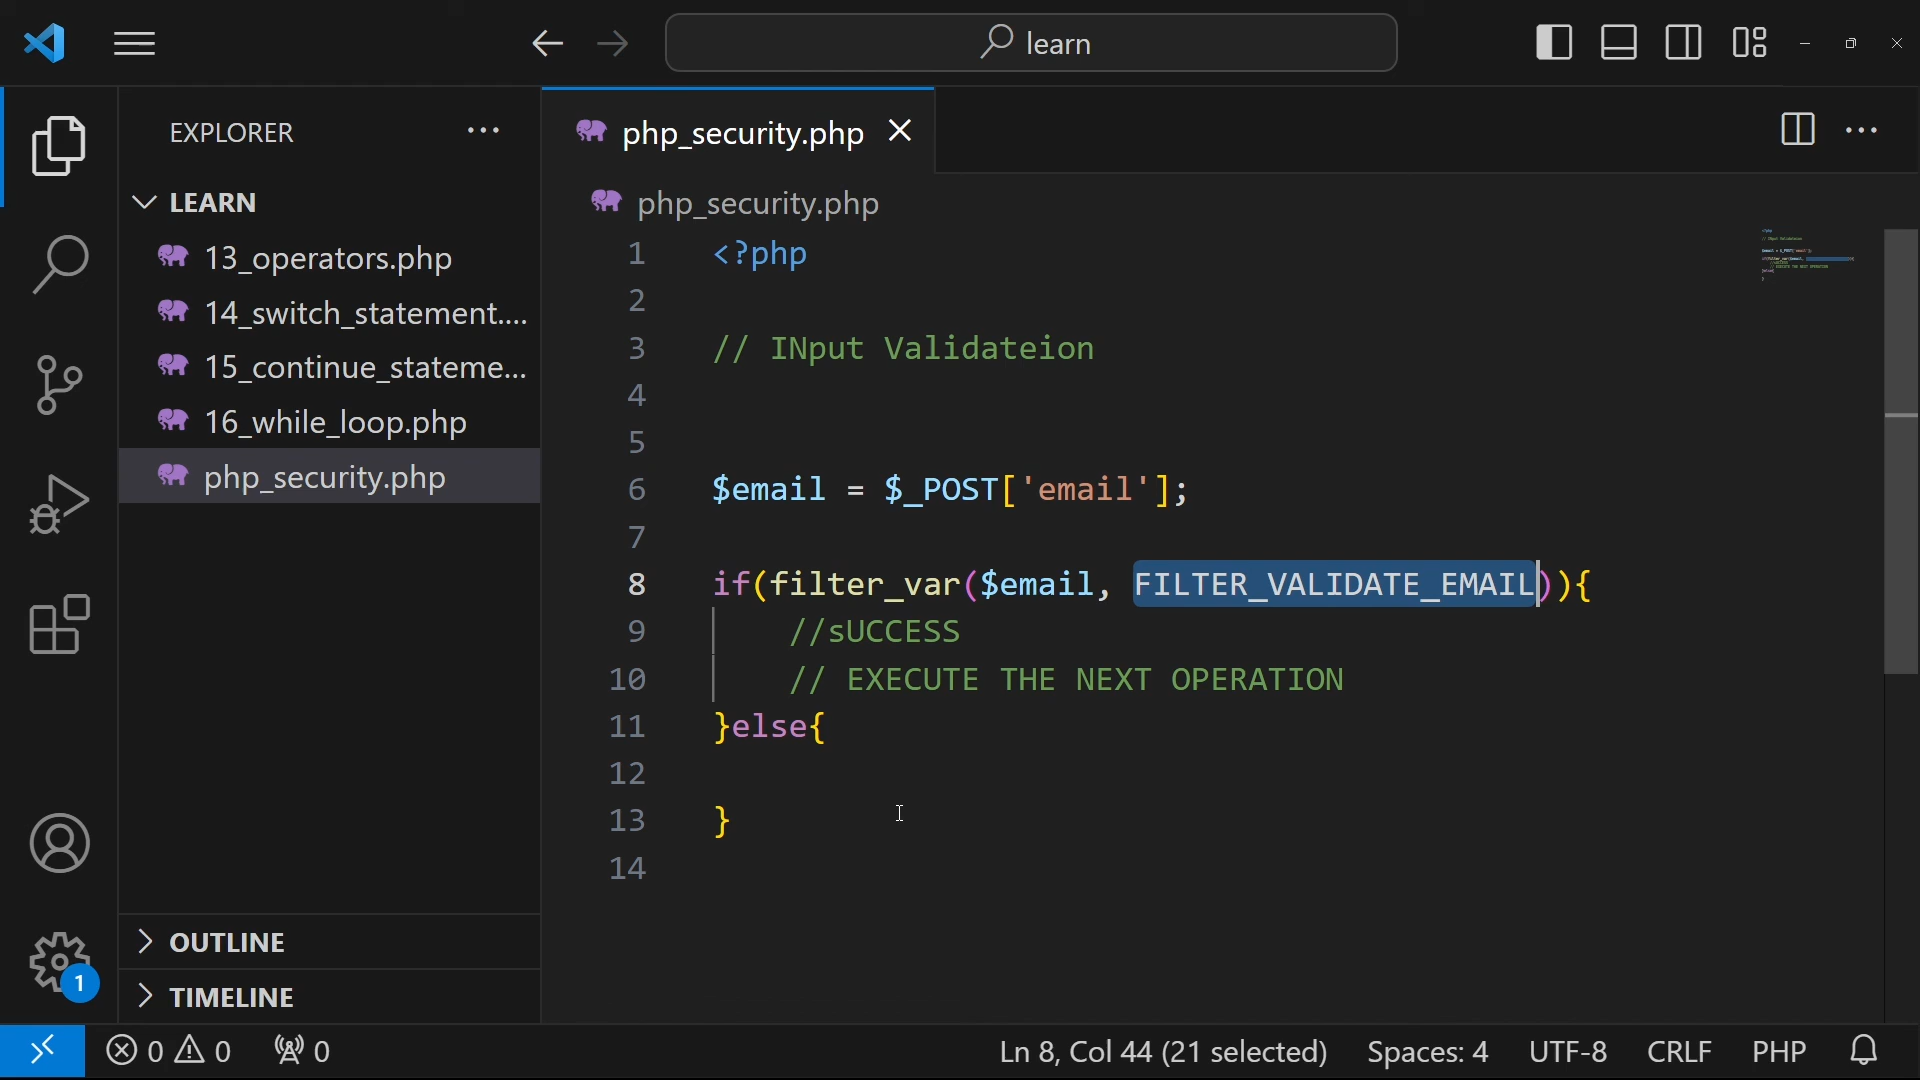 learn
EXPLORER
LEARN
13_operators.php
14_switch_statement....
15_continue_stateme...
16_while_loop.php
php_security.php
OUTLINE
TIMELINE
php_security.php
php_security.php
1 <?php
2
3 // INput Validateion
4
5
6 $email = $_POST['email'];
7
8 if(filter_var($email, FILTER_VALIDATE_EMAIL)){
9 //sUCCESS
10 // EXECUTE THE NEXT OPERATION
11 }else{
12
13 }
14
1
0 0 0
Ln 8, Col 44 (21 selected) Spaces: 4 UTF-8 CRLF PHP